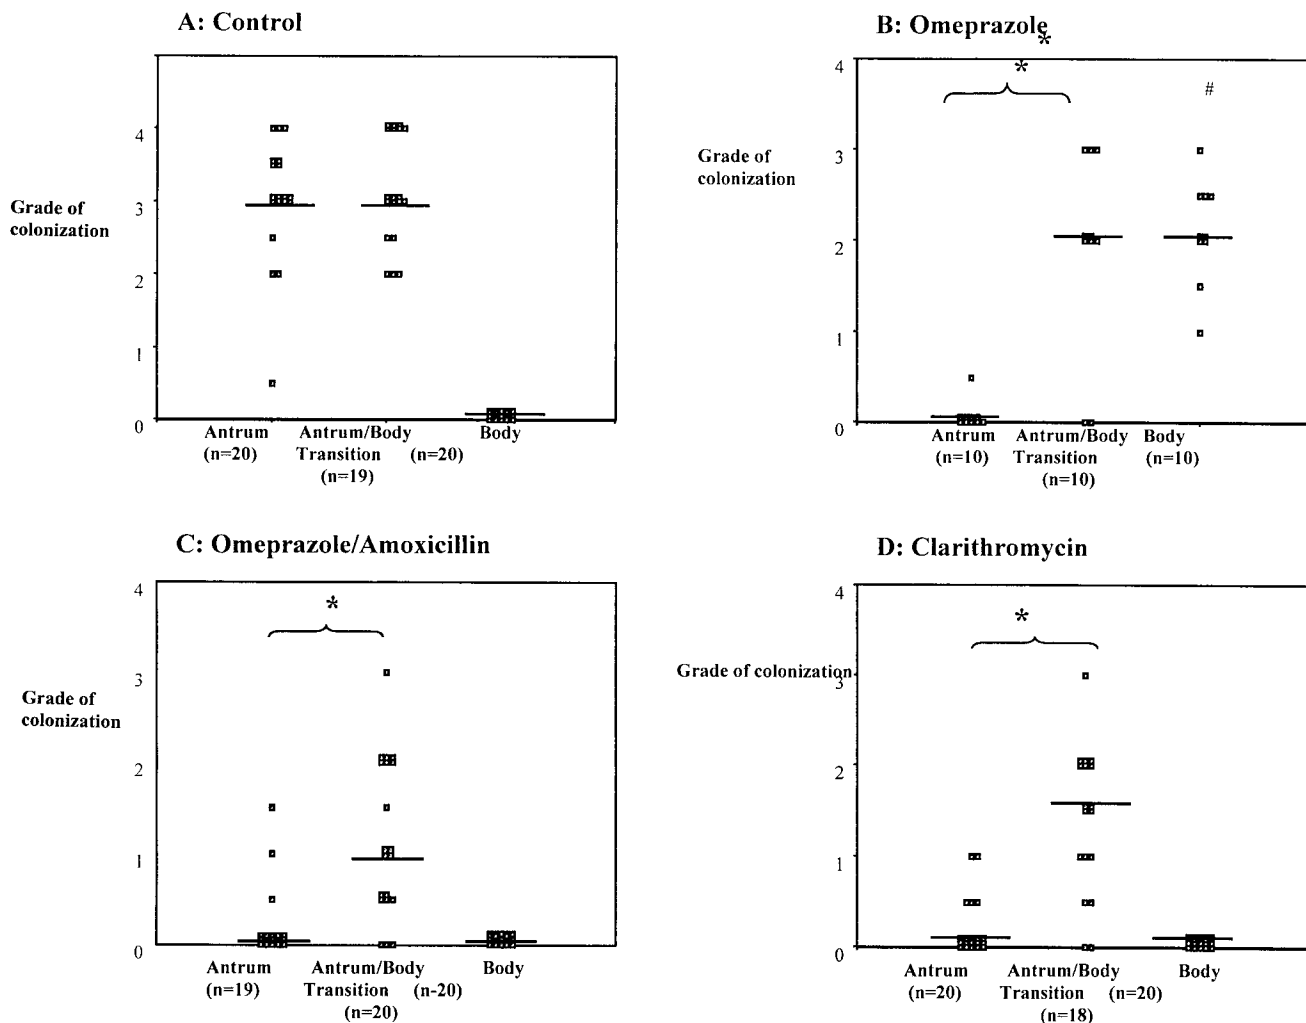 A: Control
4
3
2
1
0
Grade of
colonization
Antrum Antrum/Body Body
(n=20) Transition (n=20)
(n=19)
B: Omeprazole
*
*
#
4
3
2
1
0
Grade of
colonization
Antrum Antrum/Body Body
(n=10) Transition (n=10)
(n=10)
C: Omeprazole/Amoxicillin
*
4
3
2
1
0
Grade of
colonization
Antrum Antrum/Body Body
(n=19) Transition (n-20)
(n=20)
D: Clarithromycin
*
4
3
2
1
0
Grade of colonization
Antrum Antrum/Body Body
(n=20) Transition (n=20)
(n=18)